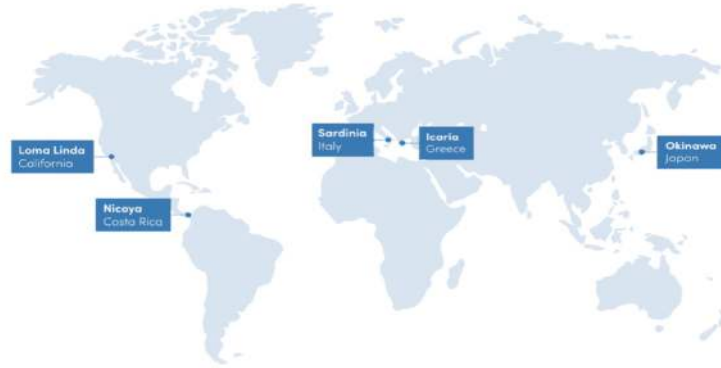 Sardinia
Italy
Icaria
Greece
Loma Linda
California
Okinawa
Japan
Nicoya
Costa Rica